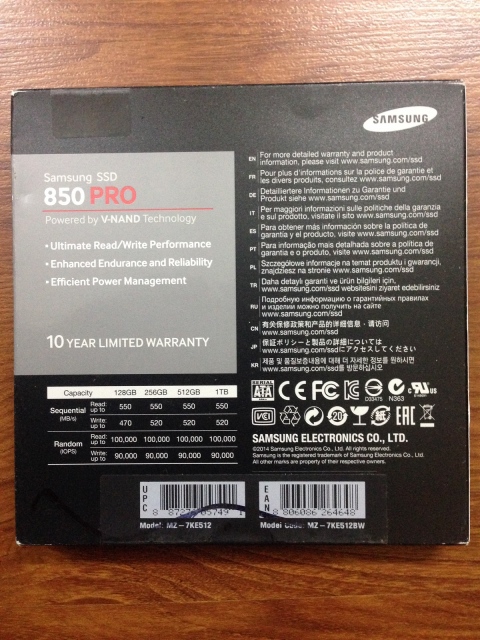 SAMSUNG
Samsung SSD
850 PRO
Powered by V-NAND Technology
• Ultimate Read/Write Performance
• Enhanced Endurance and Reliability
• Efficient Power Management
10 YEAR LIMITED WARRANTY
Capacity 128GB 256GB 512GB 1TB
Sequential (MB/s) Read: up to 550 550 550 550
Write: up to 470 520 520 520
Random (IOPS) Read: up to 100,000 100,000 100,000 100,000
Write: up to 90,000 90,000 90,000 90,000
EN For more detailed warranty and product
information, please visit www.samsung.com/ssd
FR Pour plus d'informations sur la police de garantie et
les divers produits, consultez www.samsung.com/ssd
DE Detailliertere Informationen zu Garantie und
Produkt siehe www.samsung.com/ssd
IT Per maggiori informazioni sulle politiche della garanzia
e sul prodotto, visitate il sito www.samsung.com/ssd
ES Para obtener más información sobre la política de
garantía y el producto, visite www.samsung.com/ssd
PT Para informação mais detalhada sobre a política de
garantia e o produto, visite www.samsung.com/ssd
PL Szczegółowe informacje na temat produktu i gwarancji,
znajdziesz na stronie www.samsung.com/ssd
TR Daha detaylı garanti ve ürün bilgileri için,
www.samsung.com/ssd websitesini ziyaret edebilirsiniz
RU Подробную информацию о гарантийных правилах
и изделии можно получить на сайте
www.samsung.com/ssd
CN 有关保修政策和产品的详细信息，请访问
www.samsung.com/ssd
JP 保証ポリシーと製品の詳細については
www.samsung.com/ssdにアクセスしてください
KR 제품 및 품질보증내용에 대해 더 자세한 정보를 원하시면
www.samsung.com/ssd를 방문하십시오
SERIAL ATA CE FC D33475 N363 c UL US
VCI 20
SAMSUNG ELECTRONICS CO., LTD.
©2014 Samsung Electronics Co., Ltd. All rights reserved.
Samsung is the registered trademark of Samsung Electronics Co., Ltd.
All other marks are property of their respective owners.
UPC
Model: MZ-7KE512
EAN
8 806086 264648
Model Code: MZ-7KE512BW